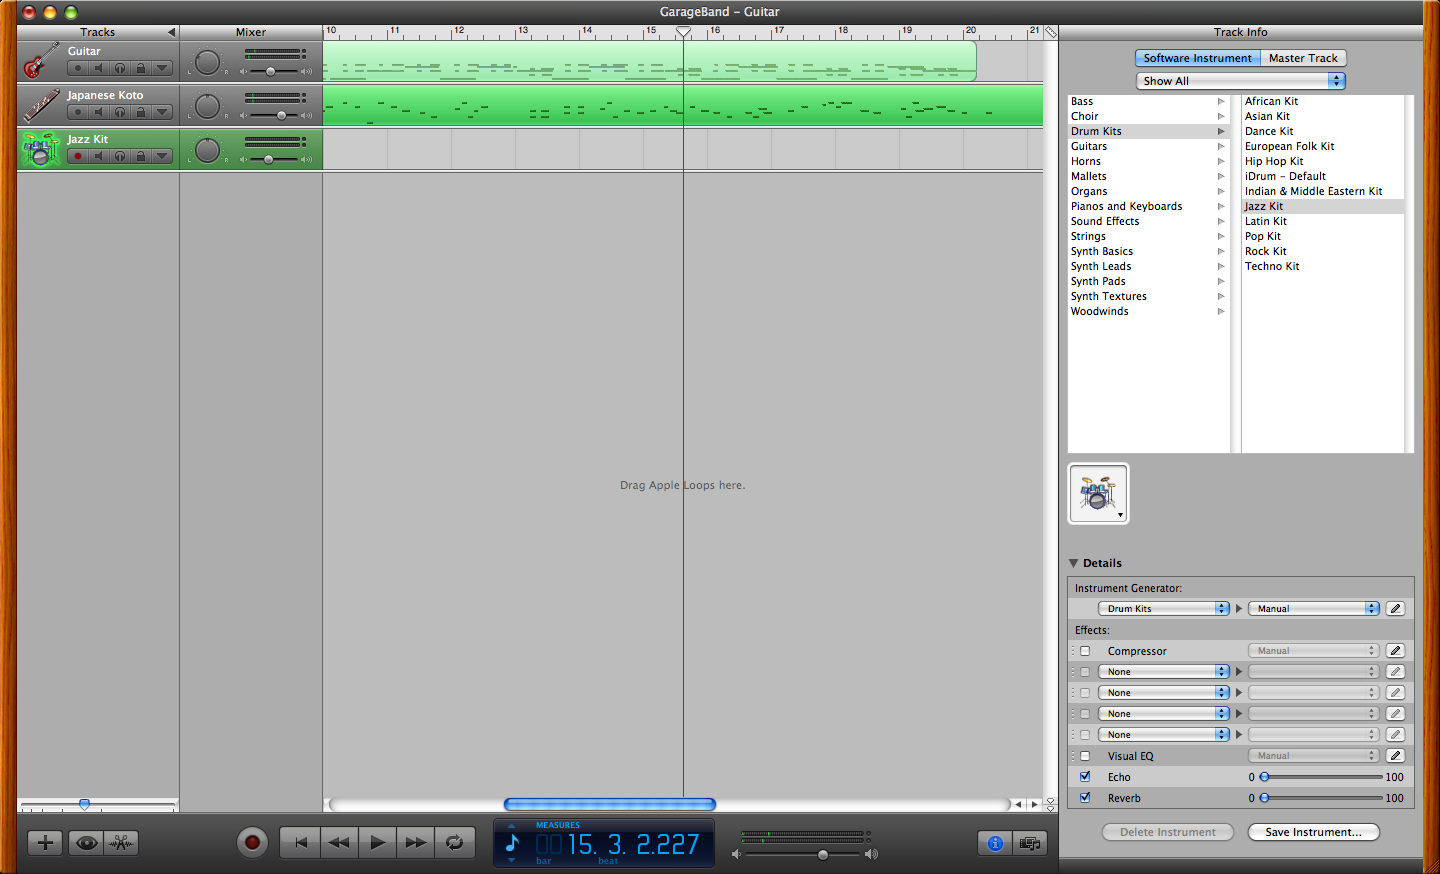 GarageBand – Guitar
Tracks
Mixer
10 11 12 13 14 15 16 17 18 19 20 21
Track Info
Guitar
L R
Japanese Koto
L R
Jazz Kit
L R
Drag Apple Loops here.
Software Instrument Master Track
Show All
Bass
Choir
Drum Kits
Guitars
Horns
Mallets
Organs
Pianos and Keyboards
Sound Effects
Strings
Synth Basics
Synth Leads
Synth Pads
Synth Textures
Woodwinds
African Kit
Asian Kit
Dance Kit
European Folk Kit
Hip Hop Kit
iDrum – Default
Indian & Middle Eastern Kit
Jazz Kit
Latin Kit
Pop Kit
Rock Kit
Techno Kit
Details
Instrument Generator:
Drum Kits Manual
Effects:
Compressor Manual
None
None
None
None
Visual EQ Manual
Echo 0 100
Reverb 0 100
Delete Instrument Save Instrument...
MEASURES
15. 3. 2.227
bar beat